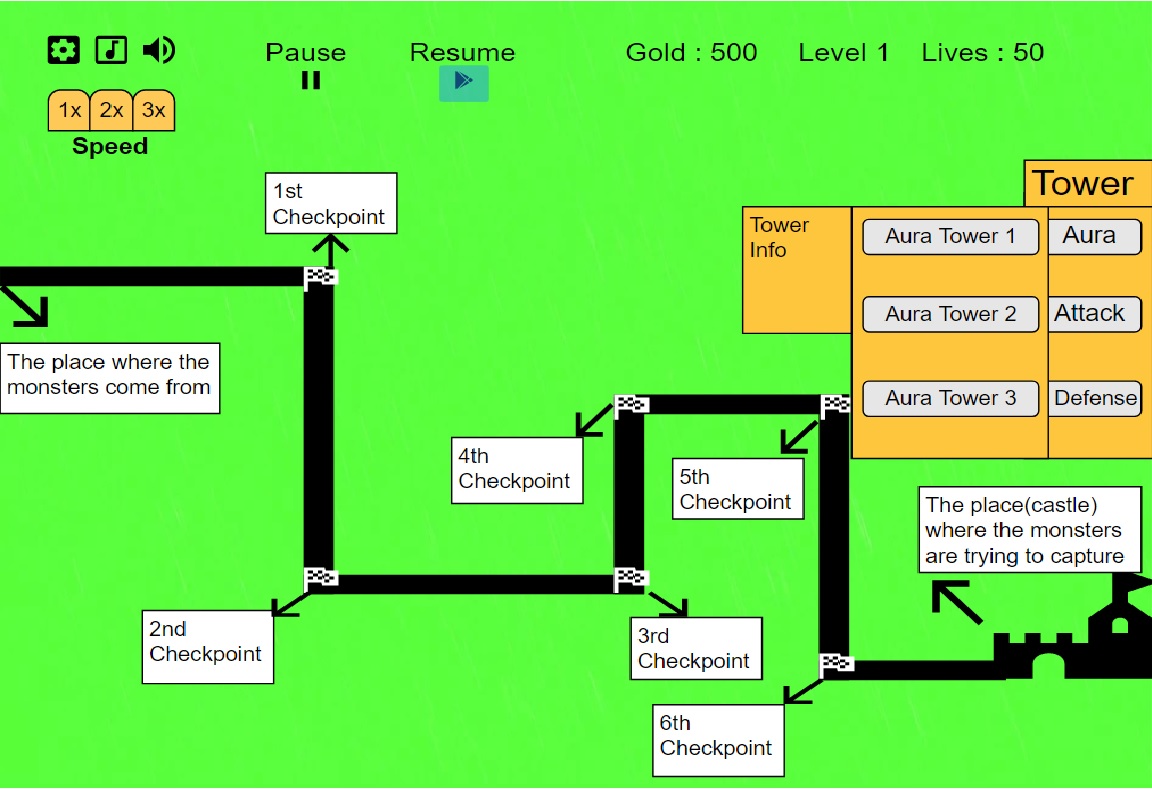 Pause
Resume
Gold : 500
Level 1
Lives : 50
1x
2x
3x
Speed
1st
Checkpoint
Tower
Tower
Info
Aura Tower 1
Aura
Aura Tower 2
Attack
Aura Tower 3
Defense
The place where the
monsters come from
4th
Checkpoint
5th
Checkpoint
The place(castle)
where the monsters
are trying to capture
2nd
Checkpoint
3rd
Checkpoint
6th
Checkpoint